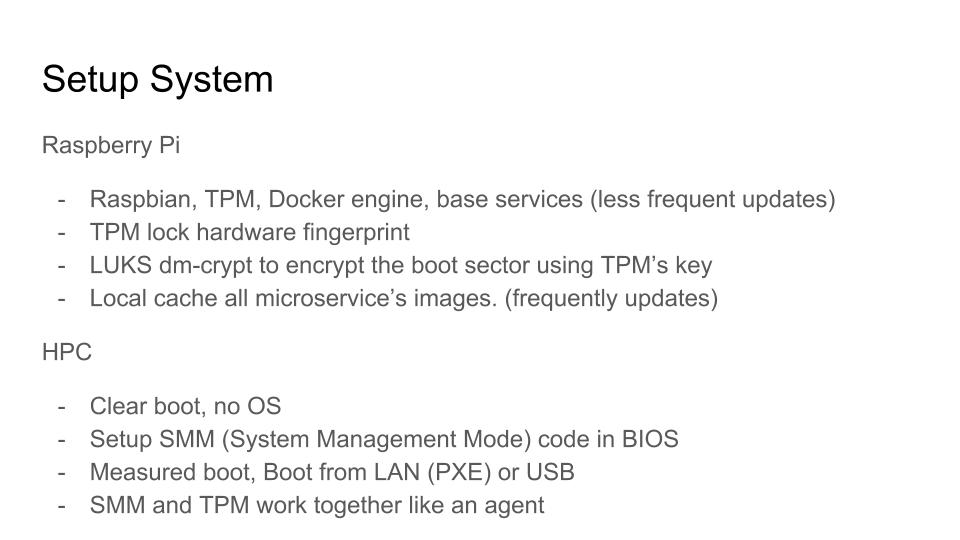 Setup System
Raspberry Pi
- Raspbian, TPM, Docker engine, base services (less frequent updates)
- TPM lock hardware fingerprint
- LUKS dm-crypt to encrypt the boot sector using TPM’s key
- Local cache all microservice’s images. (frequently updates)
HPC
- Clear boot, no OS
- Setup SMM (System Management Mode) code in BIOS
- Measured boot, Boot from LAN (PXE) or USB
- SMM and TPM work together like an agent